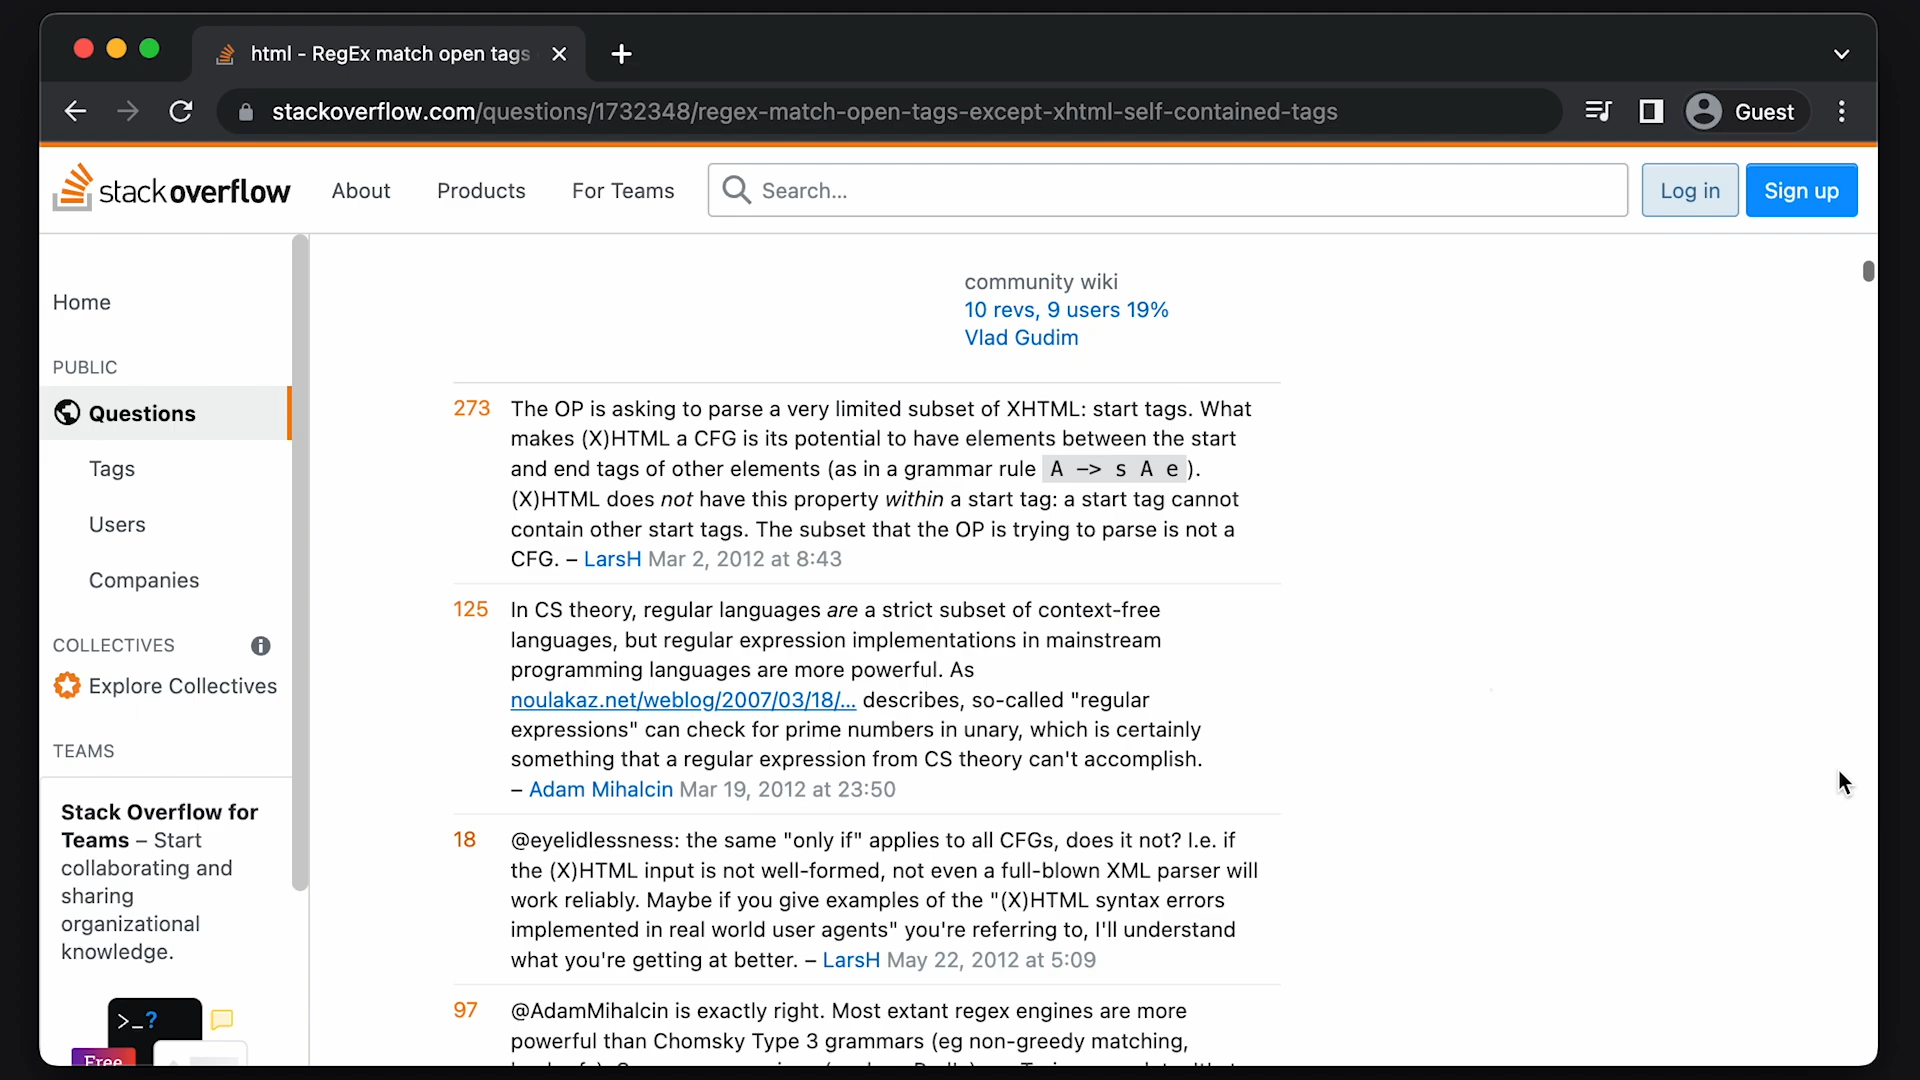 html - RegEx match open tags
stackoverflow.com/questions/1732348/regex-match-open-tags-except-xhtml-self-contained-tags
Guest
stackoverflow
About
Products
For Teams
Search...
Log in
Sign up
Home
PUBLIC
Questions
Tags
Users
Companies
COLLECTIVES
Explore Collectives
TEAMS
Stack Overflow for
Teams – Start
collaborating and
sharing
organizational
knowledge.
>_?
Free
community wiki
10 revs, 9 users 19%
Vlad Gudim
273 The OP is asking to parse a very limited subset of XHTML: start tags. What
makes (X)HTML a CFG is its potential to have elements between the start
and end tags of other elements (as in a grammar rule A -> s A e ).
(X)HTML does not have this property within a start tag: a start tag cannot
contain other start tags. The subset that the OP is trying to parse is not a
CFG. – LarsH Mar 2, 2012 at 8:43
125 In CS theory, regular languages are a strict subset of context-free
languages, but regular expression implementations in mainstream
programming languages are more powerful. As
noulakaz.net/weblog/2007/03/18/... describes, so-called "regular
expressions" can check for prime numbers in unary, which is certainly
something that a regular expression from CS theory can't accomplish.
– Adam Mihalcin Mar 19, 2012 at 23:50
18 @eyelidlessness: the same "only if" applies to all CFGs, does it not? I.e. if
the (X)HTML input is not well-formed, not even a full-blown XML parser will
work reliably. Maybe if you give examples of the "(X)HTML syntax errors
implemented in real world user agents" you're referring to, I'll understand
what you're getting at better. – LarsH May 22, 2012 at 5:09
97 @AdamMihalcin is exactly right. Most extant regex engines are more
powerful than Chomsky Type 3 grammars (eg non-greedy matching,